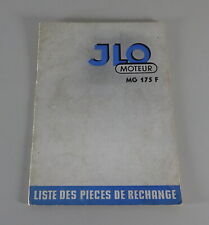 JLO
MOTEUR
MG 175 F
LISTE DES PIECES DE RECHANGE